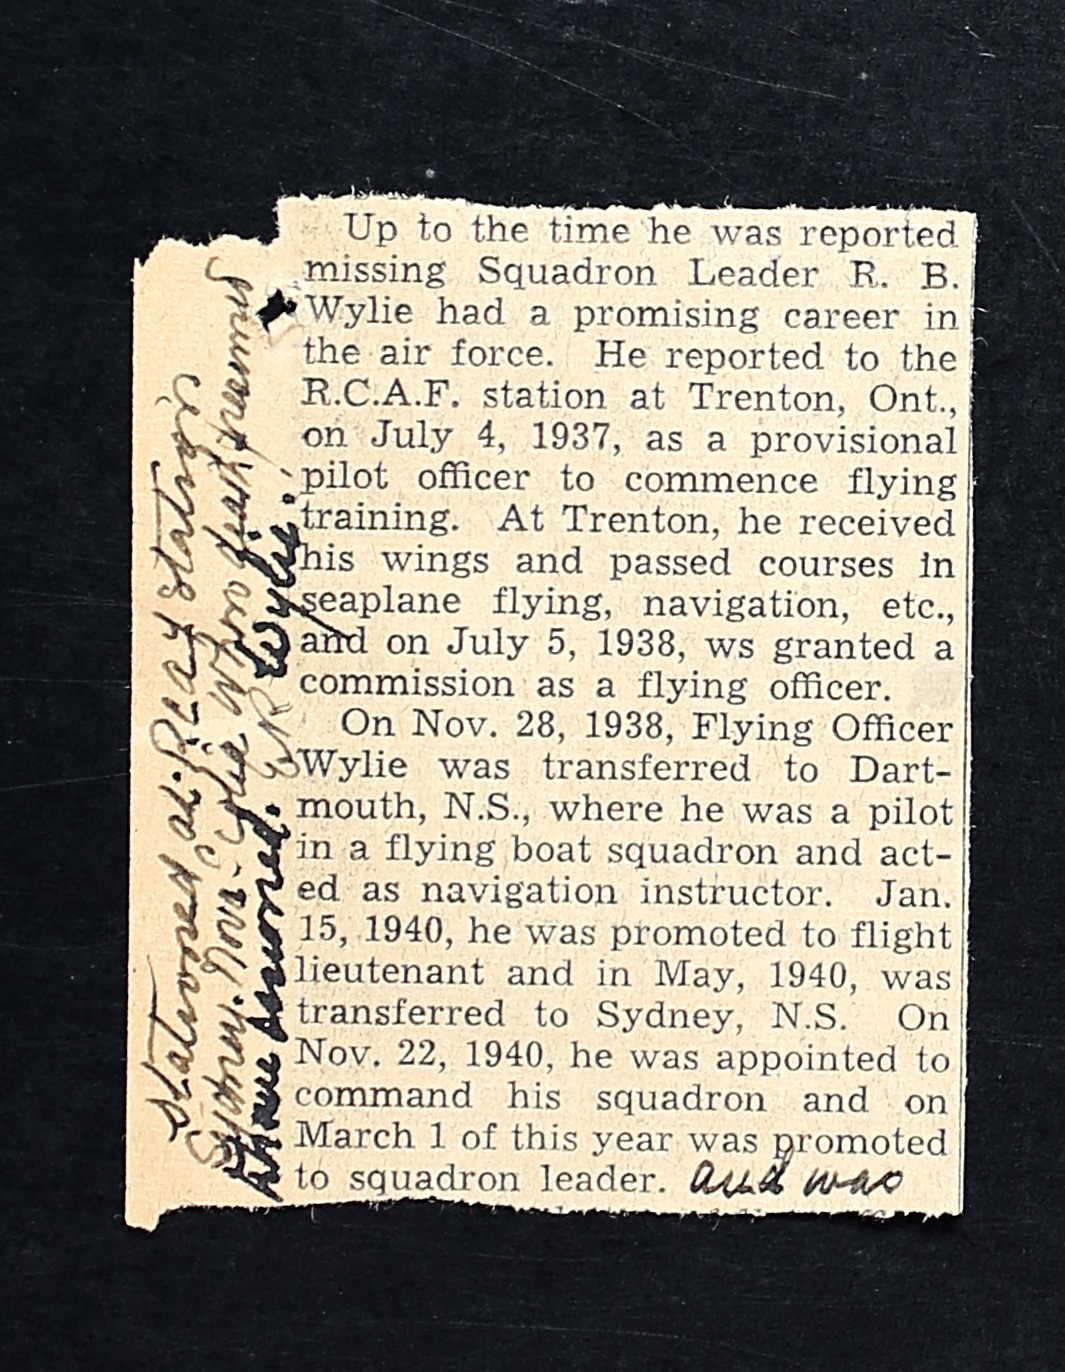 Up to the time he was reported
missing Squadron Leader R. B.
Wylie had a promising career in
the air force. He reported to the
R.C.A.F. station at Trenton, Ont.,
on July 4, 1937, as a provisional
pilot officer to commence flying
training. At Trenton, he received
his wings and passed courses in
seaplane flying, navigation, etc.,
and on July 5, 1938, ws granted a
commission as a flying officer.
On Nov. 28, 1938, Flying Officer
Wylie was transferred to Dart-
mouth, N.S., where he was a pilot
in a flying boat squadron and act-
ed as navigation instructor. Jan.
15, 1940, he was promoted to flight
lieutenant and in May, 1940, was
transferred to Sydney, N.S. On
Nov. 22, 1940, he was appointed to
command his squadron and on
March 1 of this year was promoted
to squadron leader. and was
stationed at. station.
Sydney. Nova. when first
above Wylie.